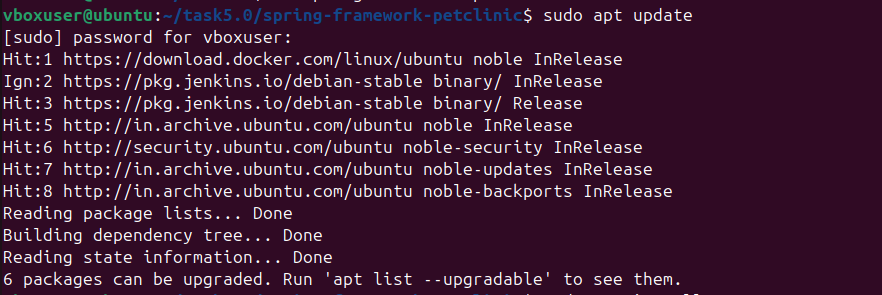 vboxuser@ubuntu:~/task5.0/spring-framework-petclinic$ sudo apt update
[sudo] password for vboxuser:
Hit:1 https://download.docker.com/linux/ubuntu noble InRelease
Ign:2 https://pkg.jenkins.io/debian-stable binary/ InRelease
Hit:3 https://pkg.jenkins.io/debian-stable binary/ Release
Hit:5 http://in.archive.ubuntu.com/ubuntu noble InRelease
Hit:6 http://security.ubuntu.com/ubuntu noble-security InRelease
Hit:7 http://in.archive.ubuntu.com/ubuntu noble-updates InRelease
Hit:8 http://in.archive.ubuntu.com/ubuntu noble-backports InRelease
Reading package lists... Done
Building dependency tree... Done
Reading state information... Done
6 packages can be upgraded. Run 'apt list --upgradable' to see them.